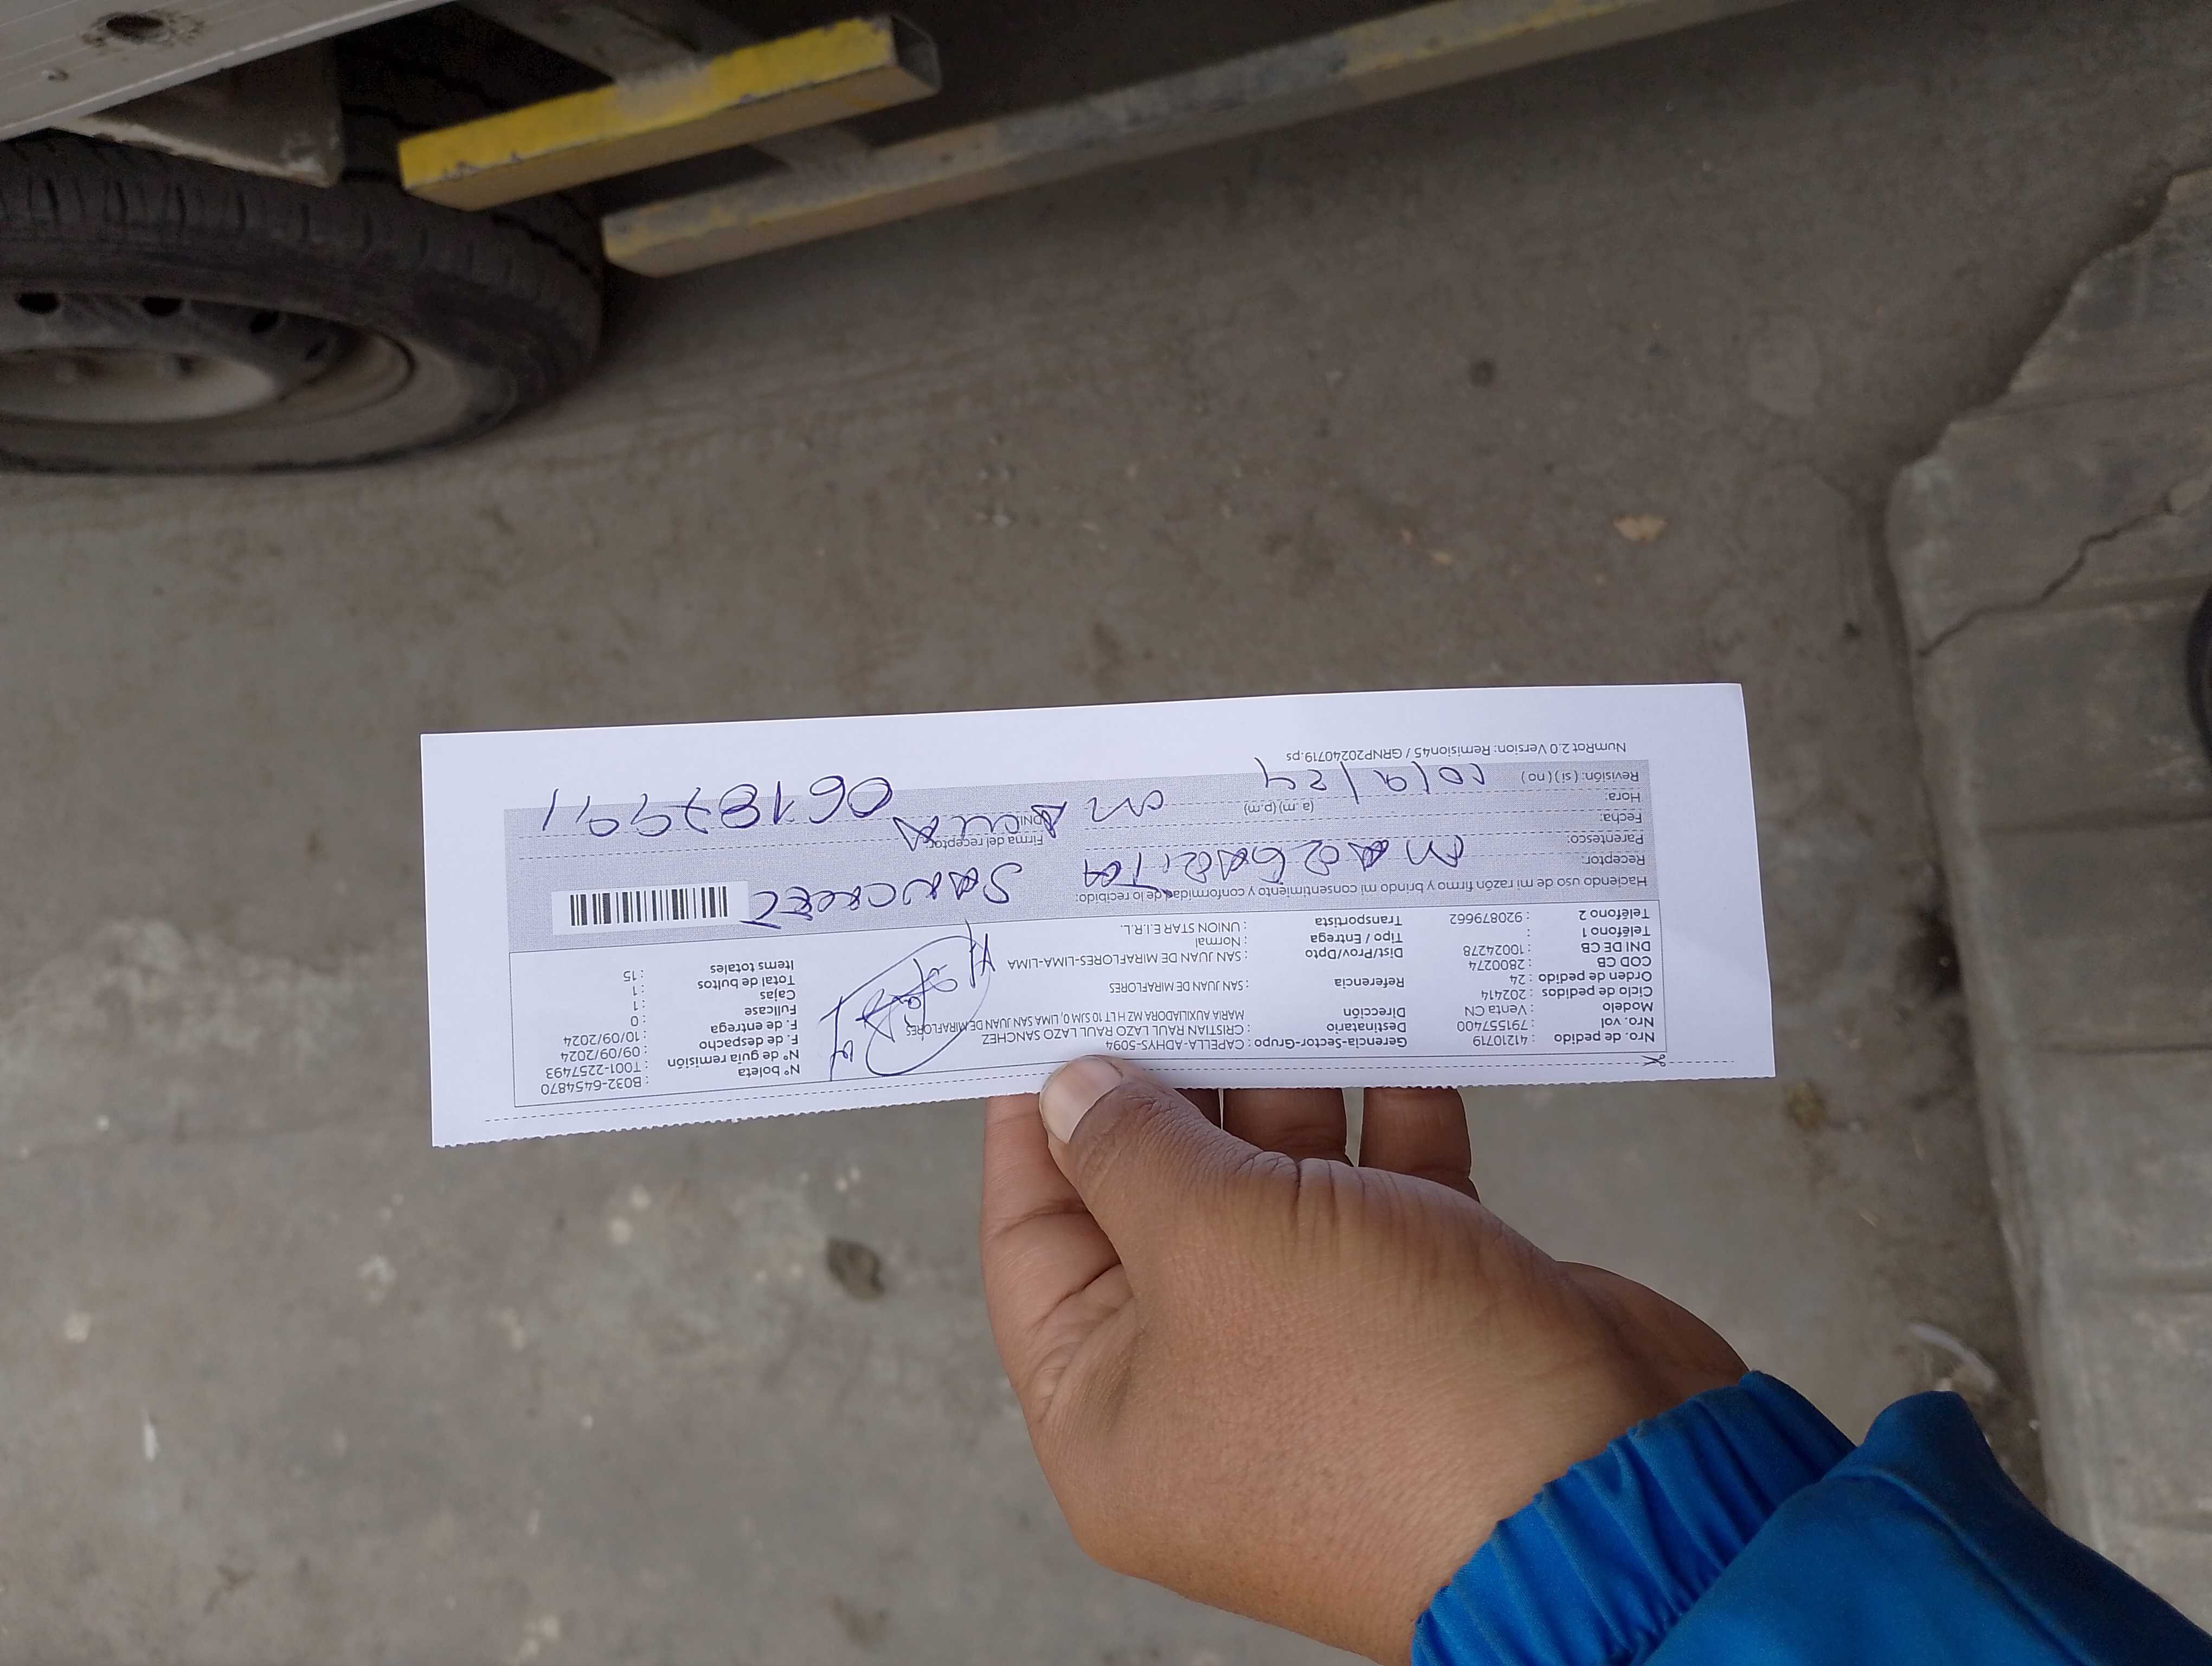 Nro. de pedido : 41210719
Nro. vol : 791557400
Modelo : Venta CN
Ciclo de pedidos : 202414
Orden de pedido : 24
COD CB : 2800274
DNI DE CB : 10024278
Teléfono 1 :
Teléfono 2 : 920879662
Gerencia-Sector-Grupo : CAPELLA-ADHYS-5094
Destinatario : CRISTIAN RAUL LAZO RAUL LAZO SANCHEZ
Dirección MARIA AUXILIADORA MZ H LT 10 SJM 0, LIMA SAN JUAN DE MIRAFLORES
Referencia : SAN JUAN DE MIRAFLORES
Dist/Prov/Dpto : SAN JUAN DE MIRAFLORES-LIMA-LIMA
Tipo / Entrega : Normal
Transportista : UNION STAR E.I.R.L.
N° boleta : B032-6454870
N° de guia remisión : T001-2257493
F. de despacho : 09/09/2024
F. de entrega : 10/09/2024
Fullcase : 0
Cajas : 1
Total de bultos : 1
Items totales : 15
Haciendo uso de mi razón firmo y brindo mi consentimiento y conformidad de lo recibido:
Receptor: MARGARITA SANCHEZ
Parentesco:
Fecha:
Hora: (a.m) (p.m)
Revisión: (si) (no) 10/9/24
Firma del receptor
DNI
NumRot 2.0 Version: Remision45 / GRNP20240719.ps